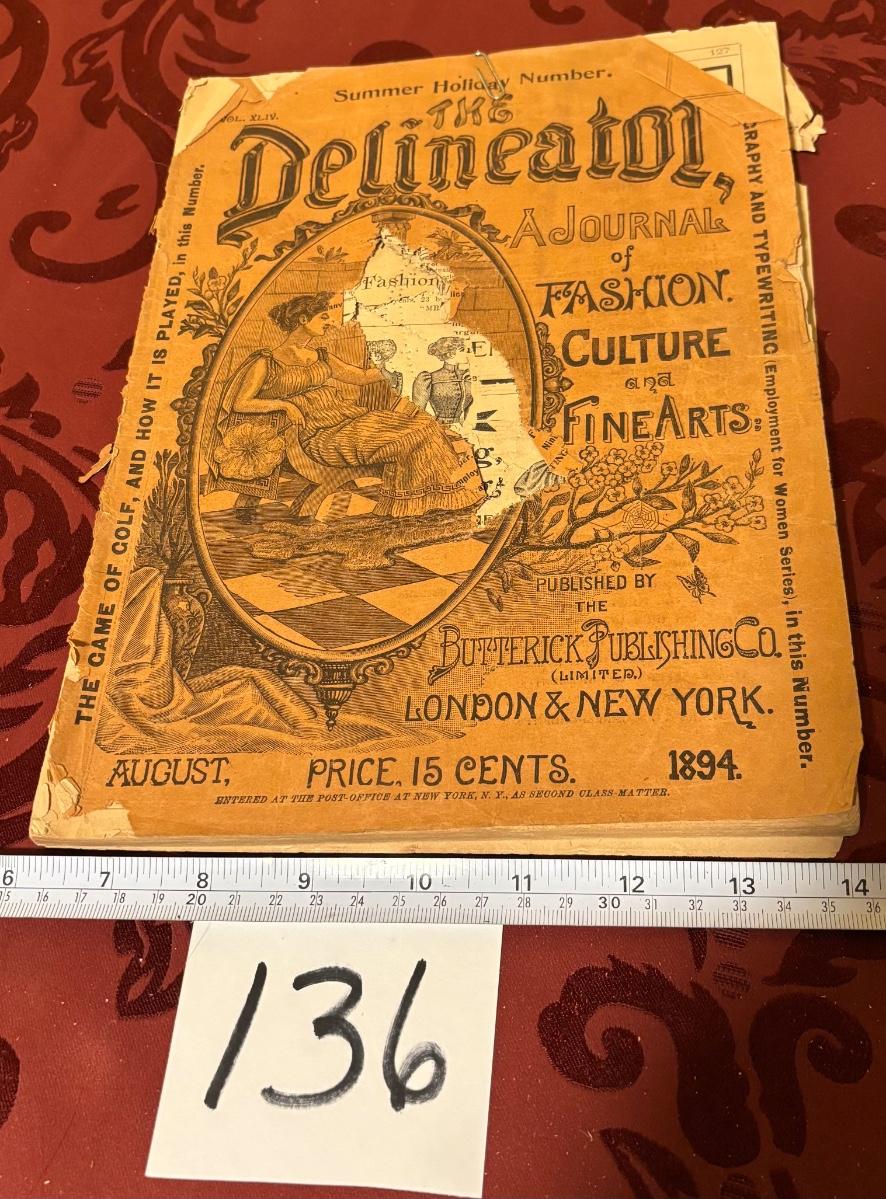 127
Summer Holiday Number.
VOL. XLIV.
THE
Delineator,
A JOURNAL
of
FASHION.
CULTURE
and
FINE ARTS.
THE GAME OF GOLF, AND HOW IT IS PLAYED, in this Number.
GRAPHY AND TYPEWRITING (Employment for Women Series), in this Number.
Fashion
PUBLISHED BY
THE
BUTTERICK PUBLISHING CO.
(LIMITED.)
LONDON & NEW YORK.
AUGUST, PRICE, 15 CENTS. 1894.
ENTERED AT THE POST-OFFICE AT NEW YORK, N. Y., AS SECOND CLASS-MATTER.
6 7 8 9 10 11 12 13 14
15 16 17 18 19 20 21 22 23 24 25 26 27 28 29 30 31 32 33 34 35 36
136